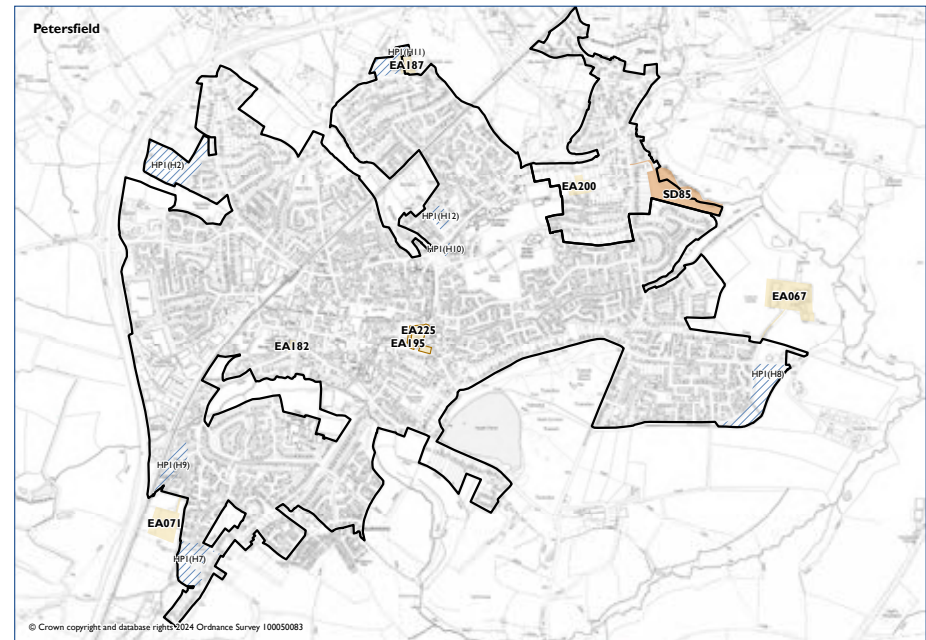 Petersfield
HP1(H11)
EA187
HP1(H2)
EA200
SD85
HP1(H12)
HP1(H10)
EA067
EA225
EA195
EA182
HP1(H8)
HP1(H9)
EA071
HP1(H7)
© Crown copyright and database rights 2024 Ordnance Survey 100050083